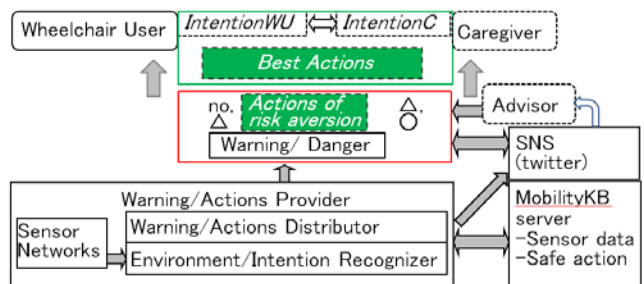 Wheelchair User
IntentionWU
IntentionC
Caregiver
Best Actions
no,
△
Actions of
risk aversion
△,
○
Advisor
Warning/ Danger
SNS
(twitter)
Warning/Actions Provider
MobilityKB
server
-Sensor data
-Safe action
Sensor
Networks
Warning/Actions Distributor
Environment/Intention Recognizer